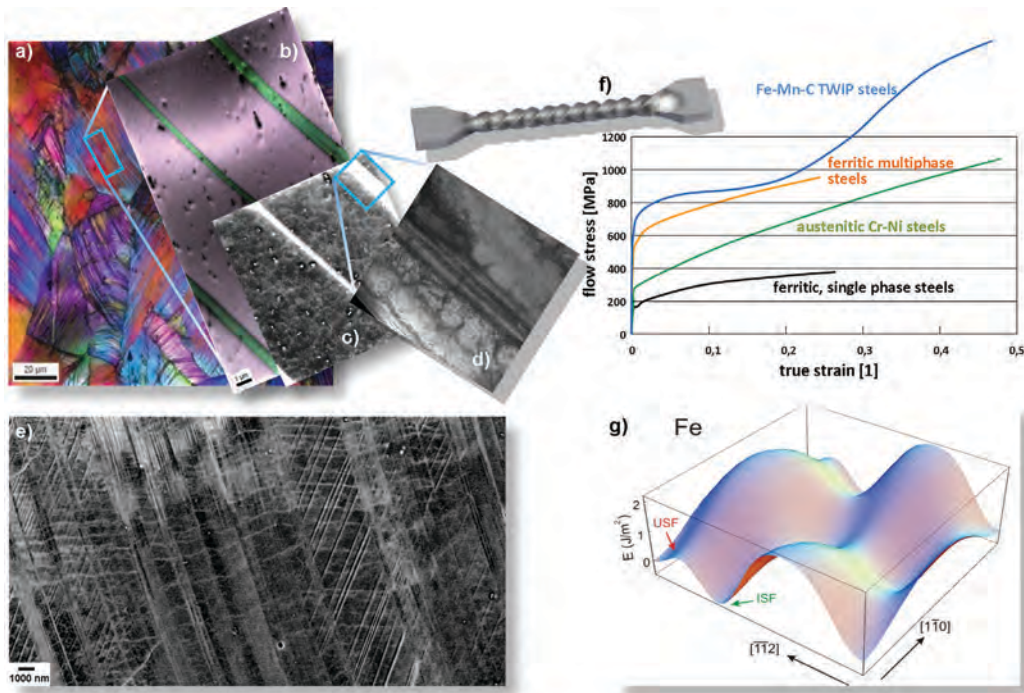 a)
b)
20 µm
c)
d)
f)
Fe-Mn-C TWIP steels
ferritic multiphase
steels
austenitic Cr-Ni steels
ferritic, single phase steels
flow stress [MPa]
1200
1000
800
600
400
200
0
0
0,1
0,2
0,3
0,4
0,5
true strain [1]
e)
1000 nm
g)
Fe
E (J/m²)
2
1
0
USF
ISF
[1̅1̅2]
[11̅0]